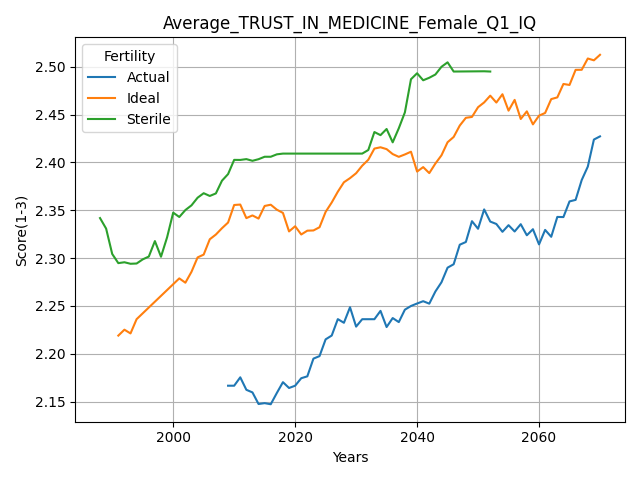 Average_TRUST_IN_MEDICINE_Female_Q1_IQ
Fertility
Actual
Ideal
Sterile
Score(1-3)
2.50
2.45
2.40
2.35
2.30
2.25
2.20
2.15
2000 2020 2040 2060
Years